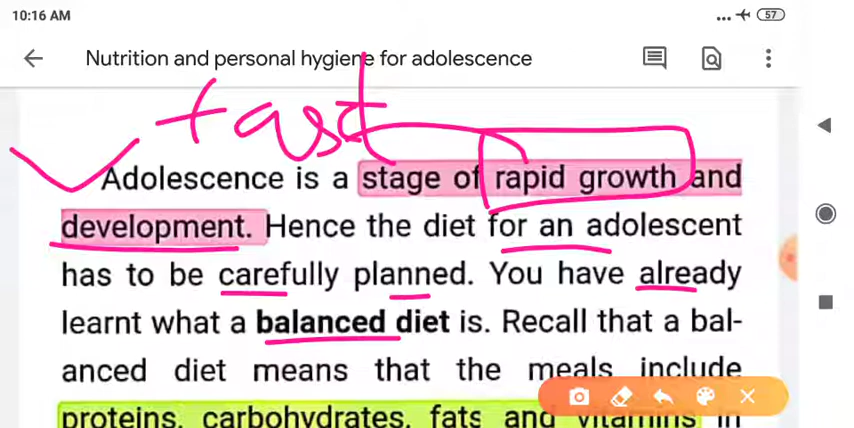 10:16 AM
57
Nutrition and personal hygiene for adolescence
fast
Adolescence is a stage of rapid growth and
development. Hence the diet for an adolescent
has to be carefully planned. You have already
learnt what a balanced diet is. Recall that a bal-
anced diet means that the meals include
proteins, carbohydrates, fats and vitamins in